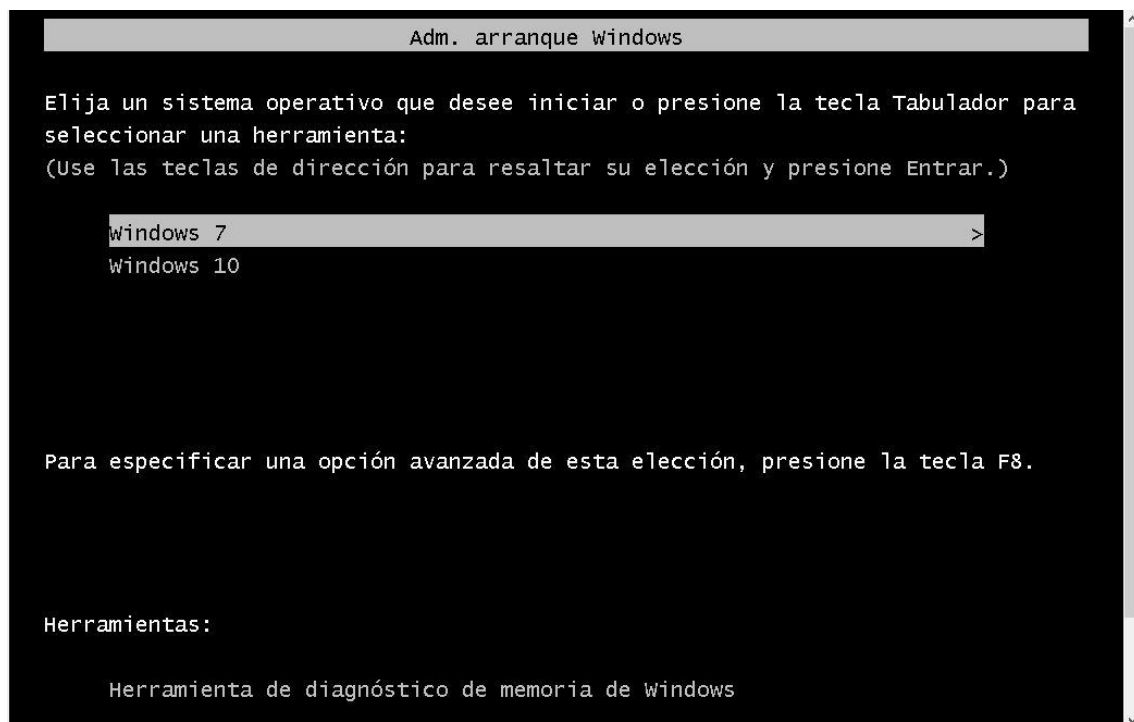 Adm. arranque Windows
Elija un sistema operativo que desee iniciar o presione la tecla Tabulador para
seleccionar una herramienta:
(Use las teclas de dirección para resaltar su elección y presione Entrar.)
Windows 7 >
Windows 10
Para especificar una opción avanzada de esta elección, presione la tecla F8.
Herramientas:
Herramienta de diagnóstico de memoria de Windows